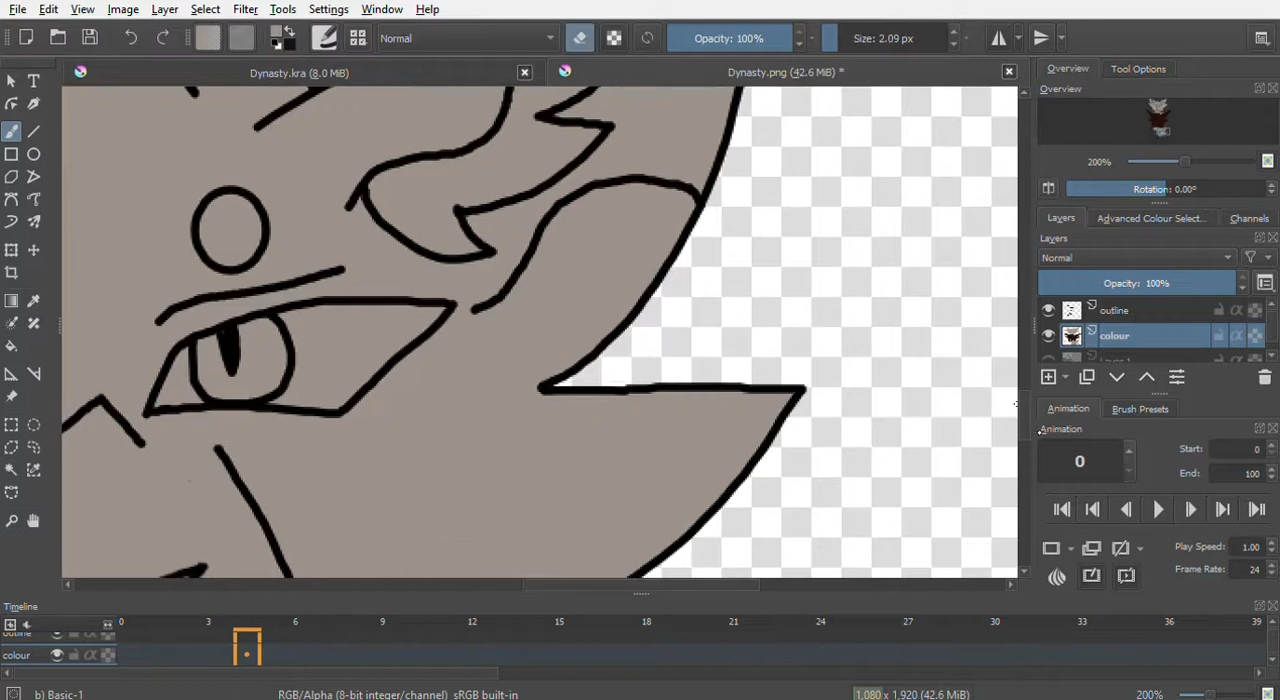 File Edit View Image Layer Select Filter Tools Settings Window Help
Normal Opacity: 100% Size: 2.09 px
Dynasty.kra (8.0 MiB) Dynasty.png (42.6 MiB) *
Overview Tool Options
Overview
200%
Rotation: 0.00°
Layers Advanced Colour Select... Channels
Layers
Normal
Opacity: 100%
outline
colour
Layer 1
Animation Brush Presets
Animation
0 Start: 0
End: 100
Play Speed: 1.00
Frame Rate: 24
Timeline
0 3 6 9 12 15 18 21 24 27 30 33 36 39
outline
colour
b) Basic-1 RGB/Alpha (8-bit integer/channel) sRGB built-in 1,080 x 1,920 (42.6 MiB) 200%